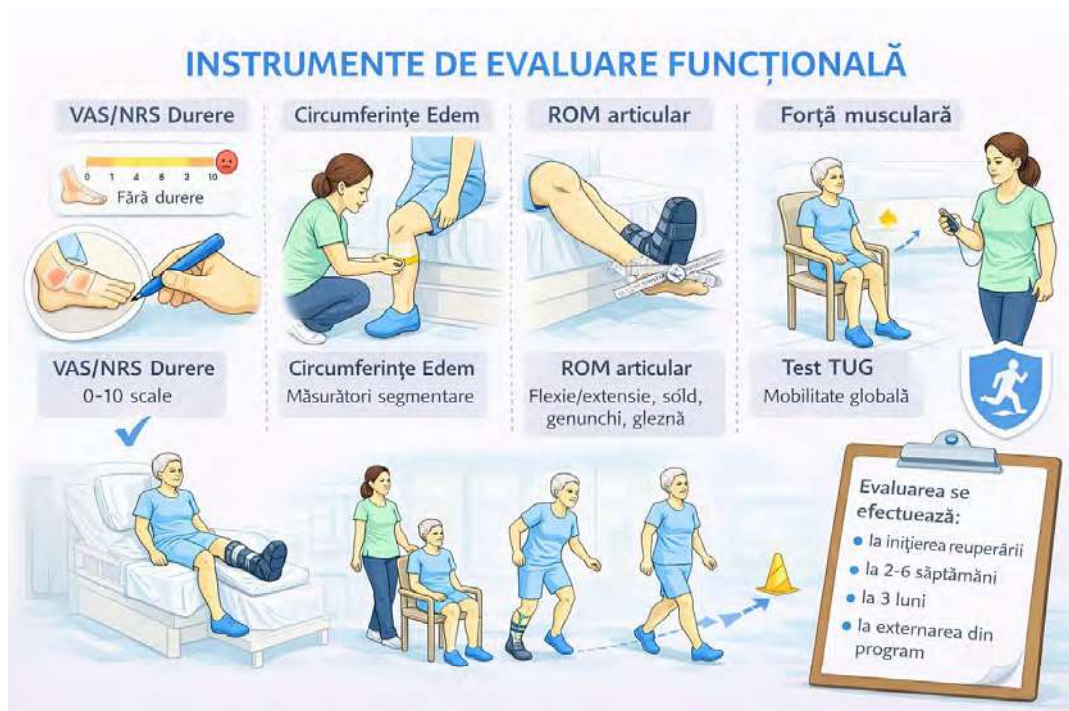 INSTRUMENTE DE EVALUARE FUNCȚIONALĂ
VAS/NRS Durere
Circumferințe Edem
ROM articular
Forță musculară
0 1 4 6 3 10
Fără durere
VAS/NRS Durere
0-10 scale
Circumferințe Edem
Măsurători segmentare
ROM articular
Flexie/extensie, sold,
genunchi, gleznă
Test TUG
Mobilitate globală
Evaluarea se
efectuează:
• la inițierea reuperării
• la 2-6 săptămăni
• la 3 luni
• la externarea din
program